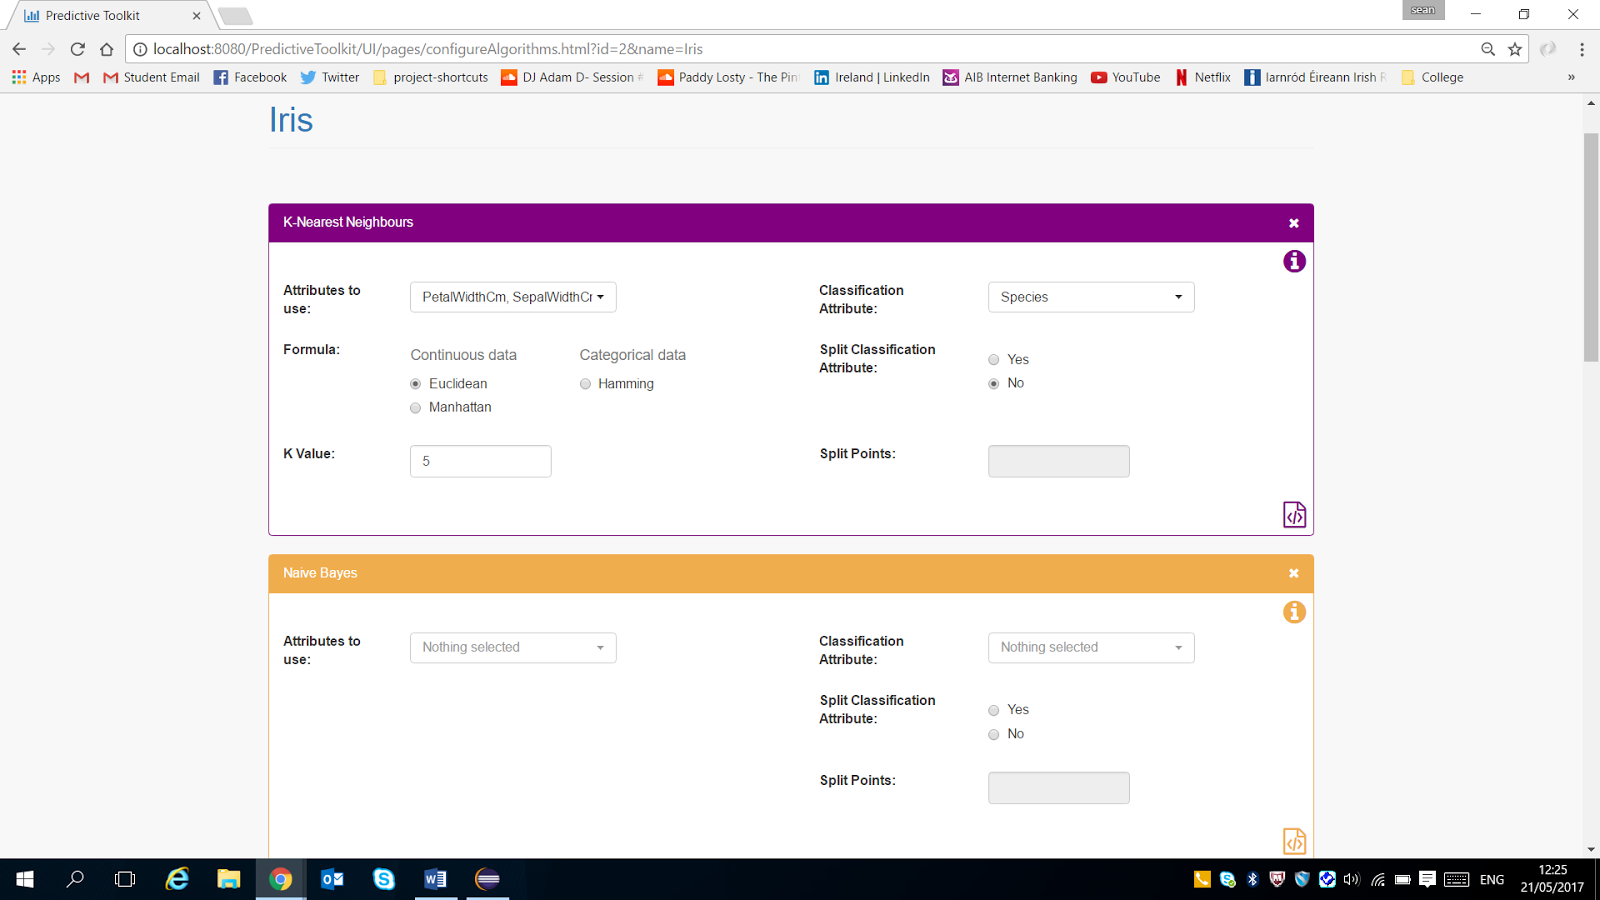 Predictive Toolkit
sean
localhost:8080/PredictiveToolkit/UI/pages/configureAlgorithms.html?id=2&name=Iris
Apps Student Email Facebook Twitter project-shortcuts DJ Adam D- Session Paddy Losty - The Pin Ireland | LinkedIn AIB Internet Banking YouTube Netflix Iarnród Éireann Irish R College »
Iris
K-Nearest Neighbours
Attributes to use:
PetalWidthCm, SepalWidthCm
Classification Attribute:
Species
Formula:
Continuous data
Categorical data
Euclidean
Hamming
Manhattan
Split Classification Attribute:
Yes
No
K Value:
5
Split Points:
Naive Bayes
Attributes to use:
Nothing selected
Classification Attribute:
Nothing selected
Split Classification Attribute:
Yes
No
Split Points:
ENG
12:25
21/05/2017